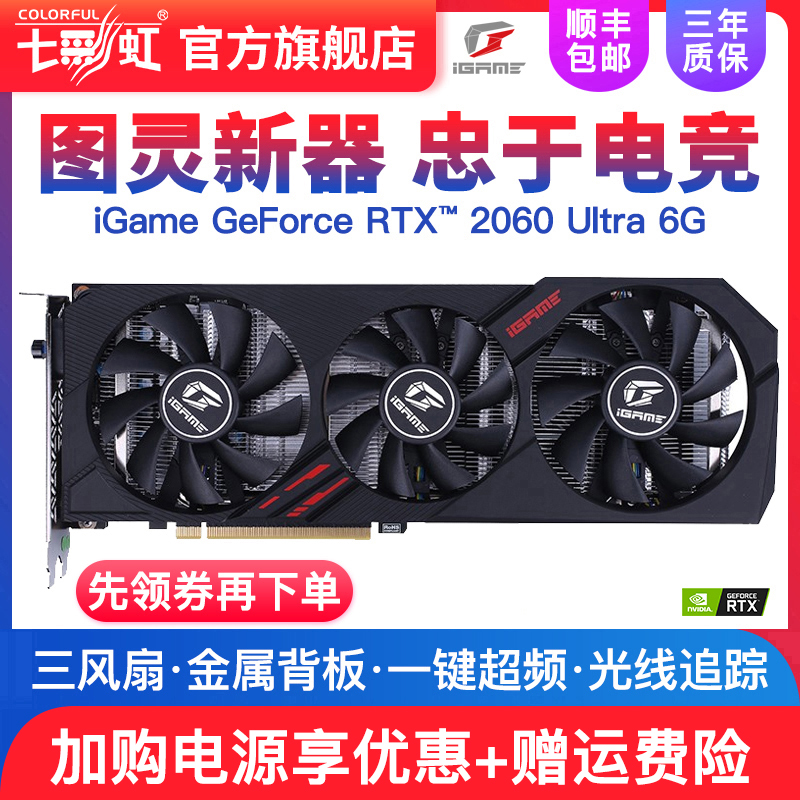 COLORFUL
七彩虹® 官方旗舰店
iGAME
顺丰
包邮
三年
质保
图灵新器 忠于电竞
iGame GeForce RTX™ 2060 Ultra 6G
iGAME
iGAME
iGAME
iGAME
RoHS
先领券再下单
NVIDIA
GEFORCE
RTX
三风扇·金属背板·一键超频·光线追踪
加购电源享优惠+赠运费险